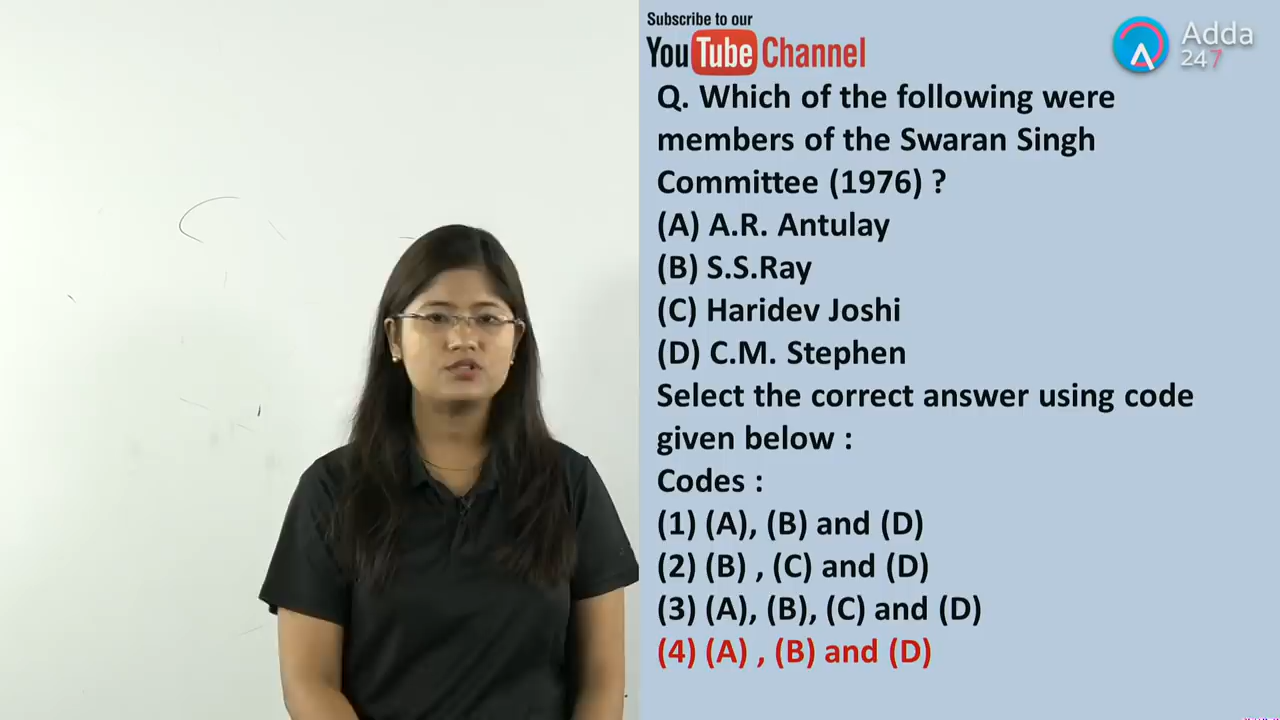 Subscribe to our
YouTube Channel
Adda
247
Q. Which of the following were
members of the Swaran Singh
Committee (1976) ?
(A) A.R. Antulay
(B) S.S.Ray
(C) Haridev Joshi
(D) C.M. Stephen
Select the correct answer using code
given below :
Codes :
(1) (A), (B) and (D)
(2) (B) , (C) and (D)
(3) (A), (B), (C) and (D)
(4) (A) , (B) and (D)